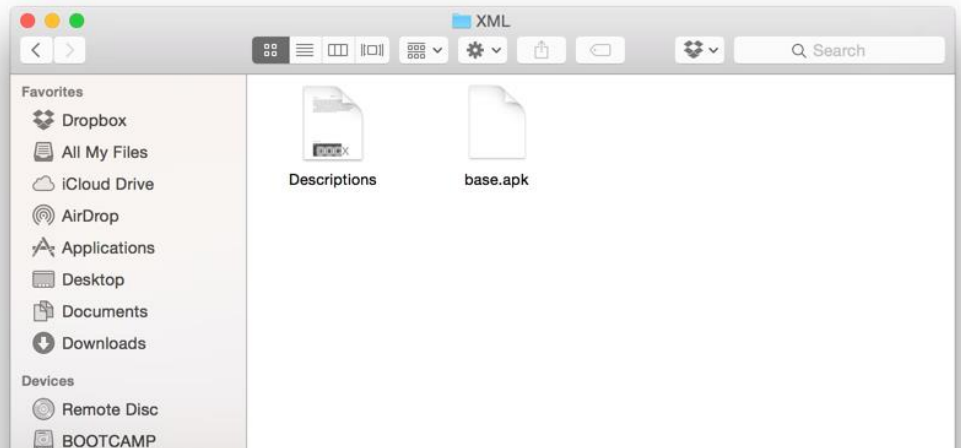 XML
Search
Favorites
Dropbox
All My Files
iCloud Drive
AirDrop
Applications
Desktop
Documents
Downloads
Devices
Remote Disc
BOOTCAMP
Descriptions
base.apk